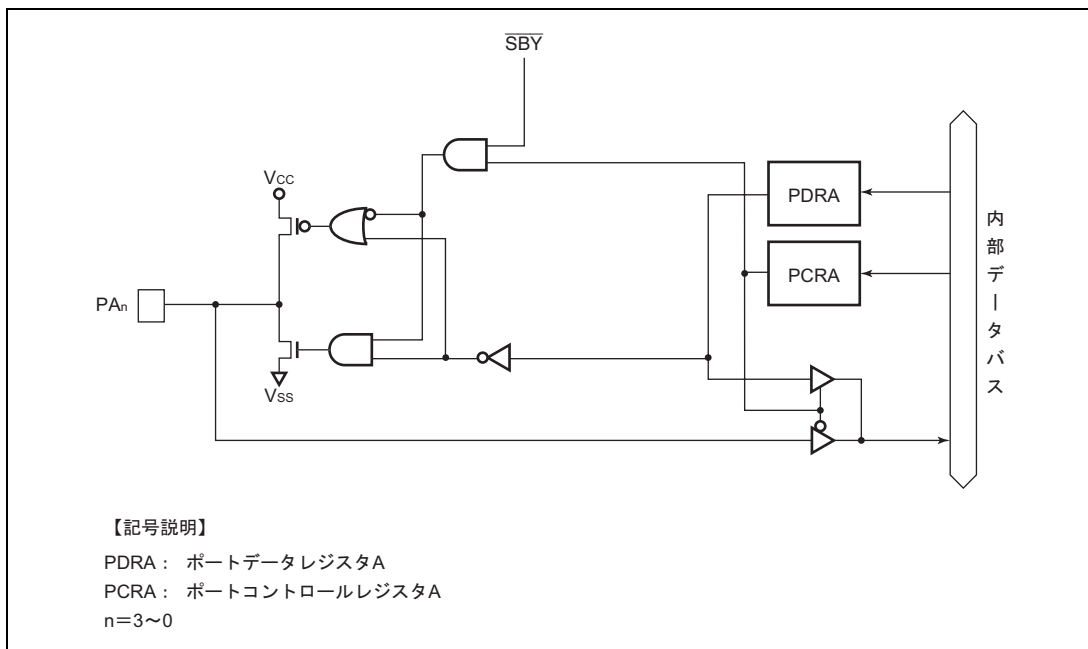 SBY
VCC
PDRA
PCRA
PAn
VSS
内部データバス
【記号説明】
PDRA： ポートデータレジスタA
PCRA： ポートコントロールレジスタA
n＝3〜0